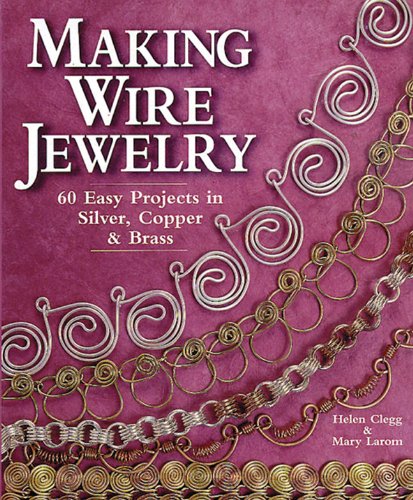 MAKING
WIRE
JEWELRY
60 Easy Projects in
Silver, Copper
& Brass
Helen Clegg
&
Mary Larom